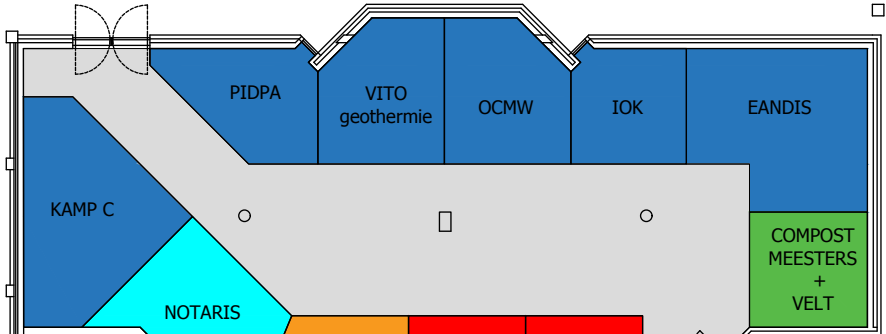 PIDPA
VITO
geothermie
OCMW
IOK
EANDIS
KAMP C
COMPOST
MEESTERS
+
VELT
NOTARIS